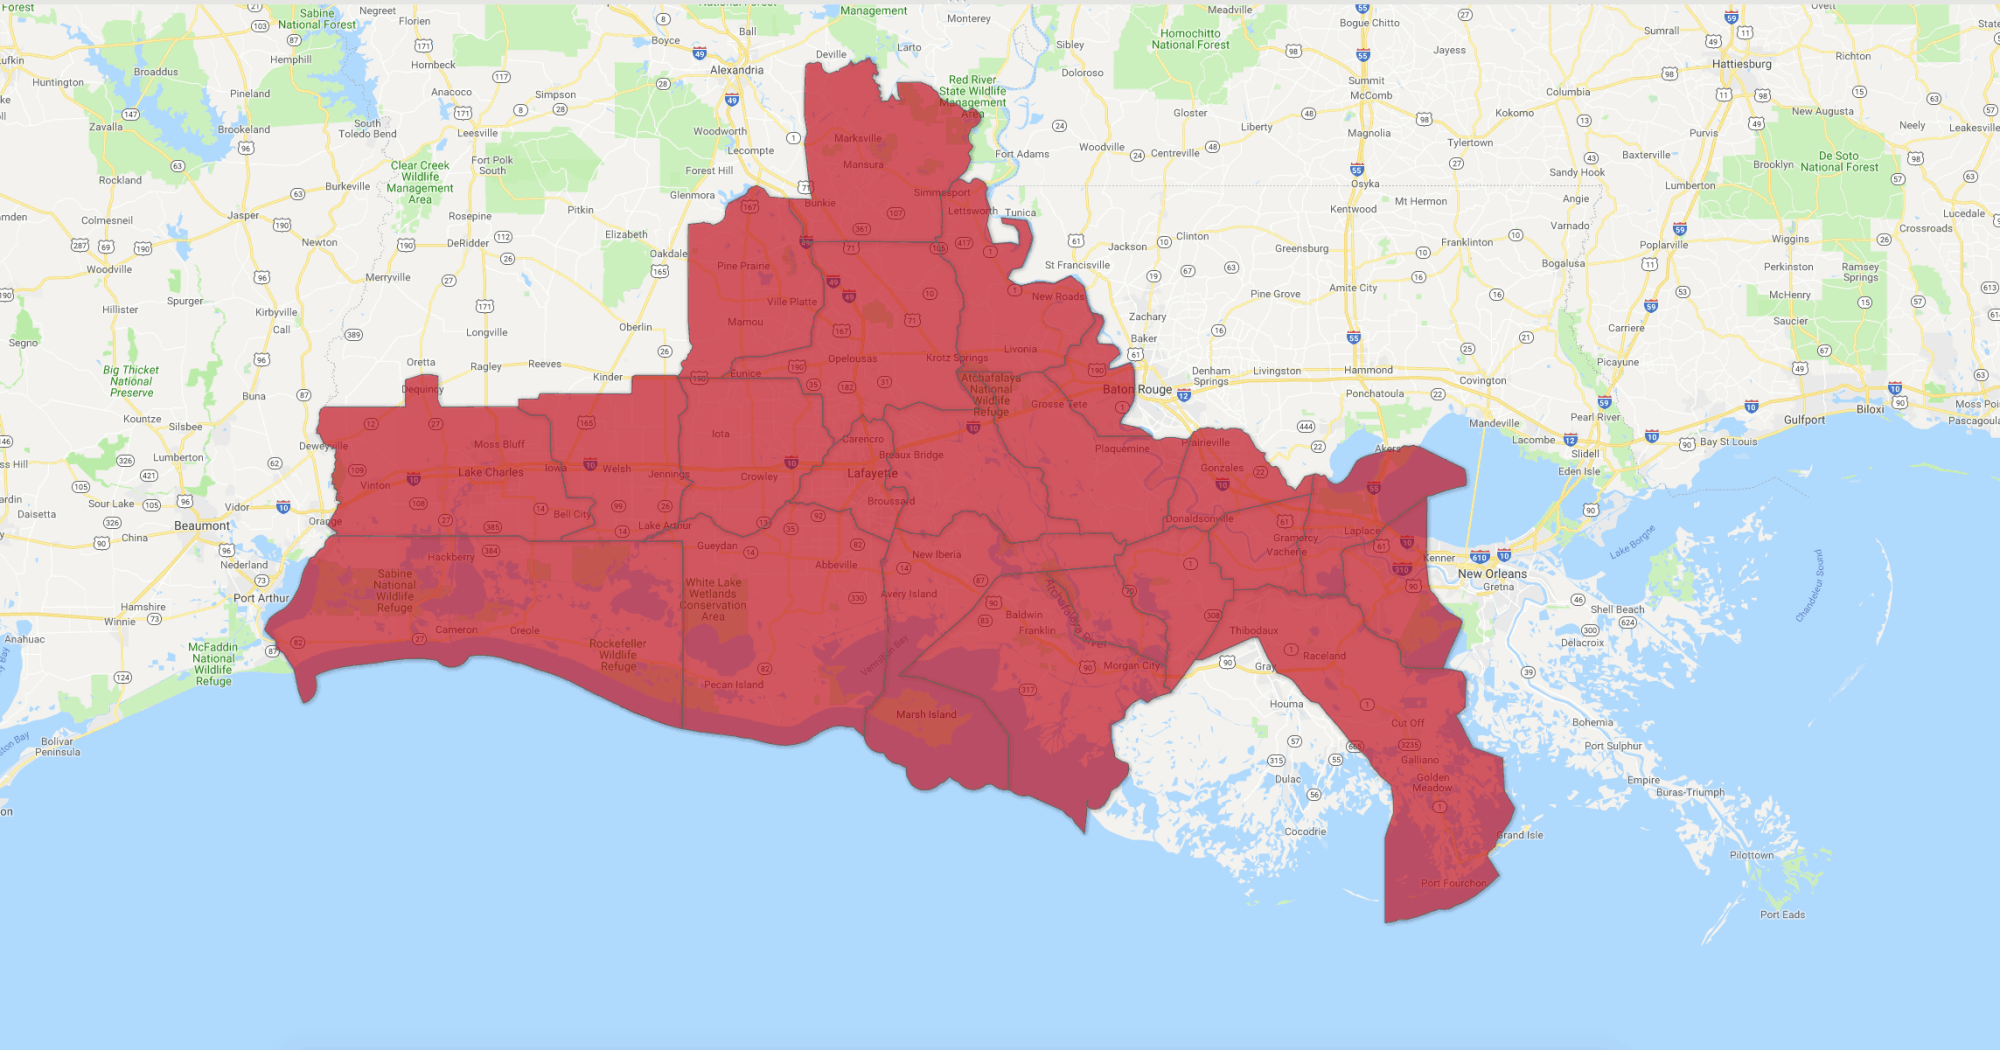 Forest
Sabine
National Forest
Negreet
Florien
Boyce
Ball
Management
Monterey
Meadville
Bogue Chitto
Sumrall
Ovett
Richton
Lufkin
Broaddus
Hemphill
Hornbeck
Alexandria
Deville
Larto
Sibley
Homochitto
National Forest
Jayess
Hattiesburg
Huntington
Pineland
Anacoco
Simpson
Doloroso
Red River
State Wildlife
Management
Area
Summit
McComb
Columbia
New Augusta
Zavalla
Brookeland
South
Toledo Bend
Leesville
Woodworth
Marksville
Gloster
Liberty
Magnolia
Kokomo
Purvis
Neely
Leakesville
Rockland
Clear Creek
Wildlife
Management
Area
Fort Polk
South
Lecompte
Mansura
Fort Adams
Woodville
Centreville
Tylertown
Baxterville
Brooklyn
De Soto
National Forest
Burkeville
Forest Hill
Glenmora
Osyka
Sandy Hook
Lumberton
Colmesneil
Jasper
Rosepine
Pitkin
Bunkie
Simmesport
Lettsworth
Tunica
Kentwood
Mt Hermon
Angie
Lucedale
Newton
DeRidder
Elizabeth
Oakdale
Jackson
Clinton
Greensburg
Franklinton
Varnado
Poplarville
Wiggins
Crossroads
Woodville
Merryville
Pine Prairie
St Francisville
Bogalusa
Perkinston
Ramsey
Springs
Hillister
Spurger
Kirbyville
Call
Longville
Oberlin
Ville Platte
Mamou
New Roads
Pine Grove
Amite City
McHenry
Saucier
Segno
Zachary
Baker
Carriere
Big Thicket
National
Preserve
Oretta
Ragley
Reeves
Kinder
Eunice
Opelousas
Krotz Springs
Livonia
Picayune
Buna
Dequincy
Atchafalaya
National
Wildlife
Refuge
Grosse Tete
Baton Rouge
Denham
Springs
Livingston
Hammond
Covington
Ponchatoula
Pearl River
Gulfport
Biloxi
Moss Po
Pascagoula
Kountze
Silsbee
Deweyville
Moss Bluff
Iota
Carencro
Breaux Bridge
Plaquemine
Prairieville
Akers
Mandeville
Lacombe
Slidell
Bay St Louis
Lumberton
Vinton
Lake Charles
Iowa
Welsh
Jennings
Crowley
Lafayette
Gonzales
Eden Isle
Sour Lake
Vidor
Daisetta
Beaumont
Orange
Bell City
Lake Arthur
Broussard
Donaldsonville
Gramercy
Vacherie
Laplace
China
Nederland
Hackberry
Gueydan
Abbeville
New Iberia
Kenner
New Orleans
Gretna
Lake Borgne
Chandeleur Sound
Port Arthur
Sabine
National
Wildlife
Refuge
White Lake
Wetlands
Conservation
Area
Avery Island
Hamshire
Winnie
Cameron
Creole
Baldwin
Franklin
Atchafalaya River
Thibodaux
Shell Beach
Delacroix
Anahuac
McFaddin
National
Wildlife
Refuge
Rockefeller
Wildlife
Refuge
Pecan Island
Vermilion Bay
Morgan City
Gray
Raceland
Houma
Marsh Island
Cut Off
Bohemia
Port Sulphur
Bolivar
Peninsula
Galliano
Golden
Meadow
Dulac
Empire
Buras-Triumph
Cocodrie
Grand Isle
Pilottown
Port Fourchon
Port Eads